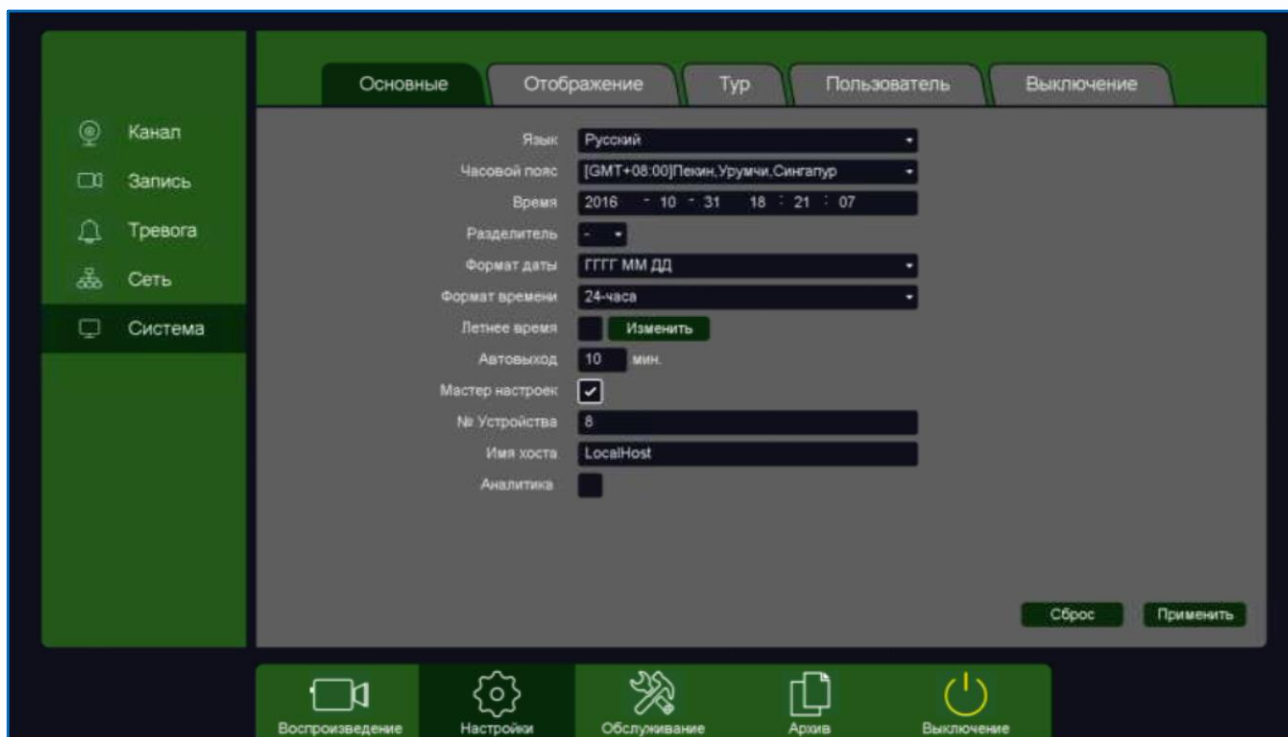 Основные Отображение Тур Пользователь Выключение
Канал
Запись
Тревога
Сеть
Система
Язык Русский
Часовой пояс [GMT+08:00]Пекин,Урумчи,Сингапур
Время 2016 - 10 - 31 18 : 21 : 07
Разделитель -
Формат даты ГГГГ ММ ДД
Формат времени 24-часа
Летнее время Изменить
Автовыход 10 мин.
Мастер настроек
№ Устройства 8
Имя хоста LocalHost
Аналитика
Сброс Применить
Воспроизведение Настройки Обслуживание Архив Выключение